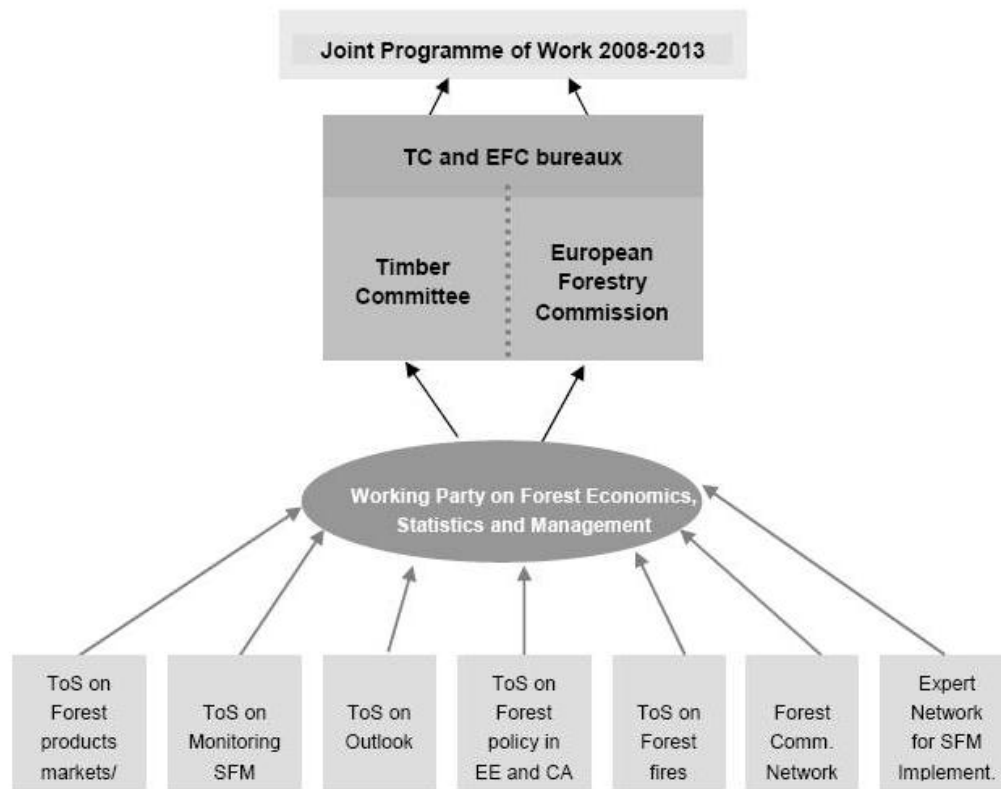 Joint Programme of Work 2008-2013
TC and EFC bureaux
Timber
Committee
European
Forestry
Commission
Working Party on Forest Economics,
Statistics and Management
ToS on
Forest
products
markets/
ToS on
Monitoring
SFM
ToS on
Outlook
ToS on
Forest
policy in
EE and CA
ToS on
Forest
fires
Forest
Comm.
Network
Expert
Network
for SFM
Implement.